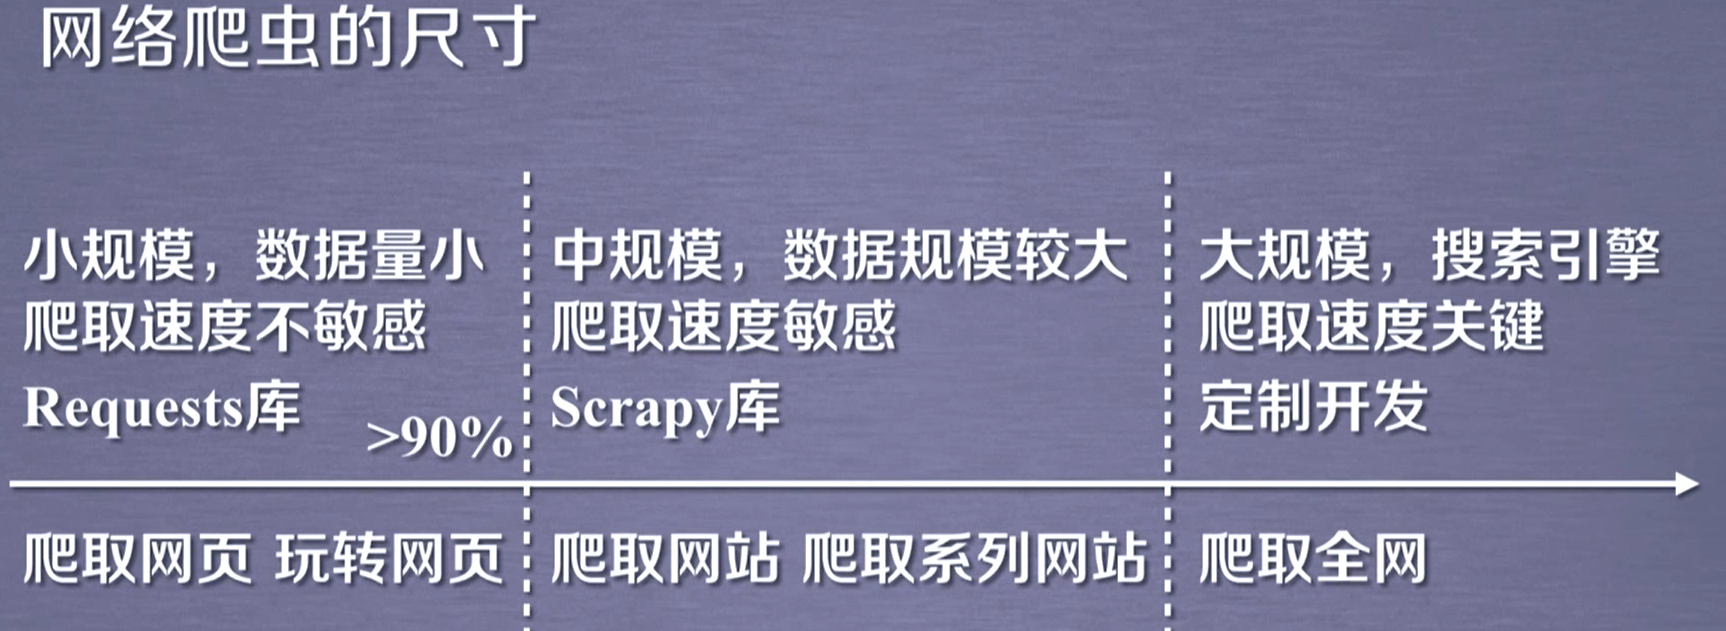 网络爬虫的尺寸
小规模，数据量小
爬取速度不敏感
Requests库
>90%
爬取网页 玩转网页
中规模，数据规模较大
爬取速度敏感
Scrapy库
爬取网站 爬取系列网站
大规模，搜索引擎
爬取速度关键
定制开发
爬取全网